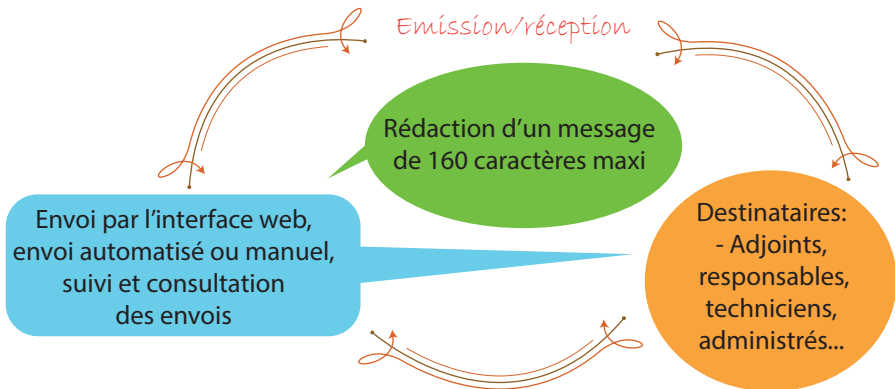 Emission/réception
Rédaction d'un message
de 160 caractères maxi
Envoi par l'interface web,
envoi automatisé ou manuel,
suivi et consultation
des envois
Destinataires:
- Adjoints,
responsables,
techniciens,
administrés...